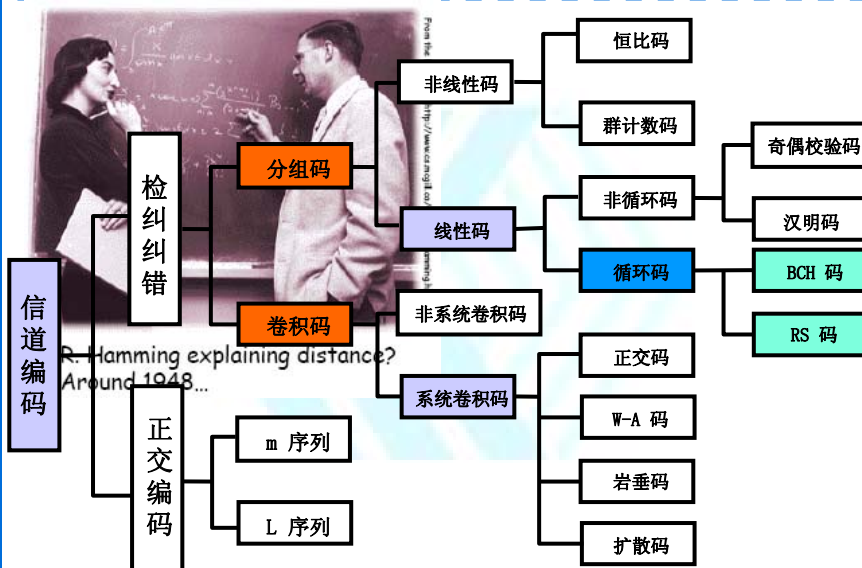 恒比码
非线性码
群计数码
奇偶校验码
分组码
检纠纠错
非循环码
汉明码
线性码
循环码
BCH 码
信道编码
卷积码
非系统卷积码
RS 码
R. Hamming explaining distance?
Around 1948...
正交码
系统卷积码
W-A 码
正交编码
m 序列
岩垂码
L 序列
扩散码